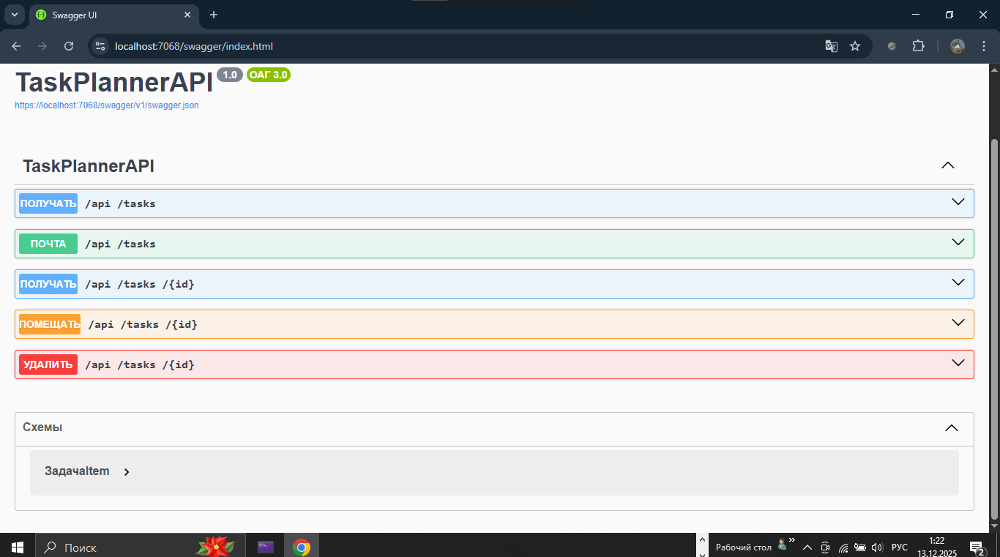 Swagger UI
localhost:7068/swagger/index.html
TaskPlannerAPI 1.0 ОАГ 3.0
https://localhost:7068/swagger/v1/swagger.json
TaskPlannerAPI
ПОЛУЧАТЬ /api /tasks
ПОЧТА /api /tasks
ПОЛУЧАТЬ /api /tasks /{id}
ПОМЕЩАТЬ /api /tasks /{id}
УДАЛИТЬ /api /tasks /{id}
Схемы
ЗадачаItem
Поиск
Рабочий стол
РУС
1:22
13.12.2025
2